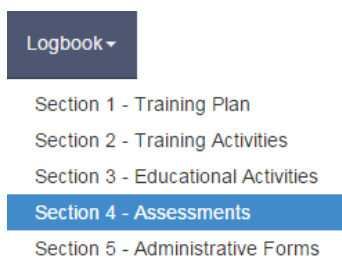 Logbook
Section 1 - Training Plan
Section 2 - Training Activities
Section 3 - Educational Activities
Section 4 - Assessments
Section 5 - Administrative Forms